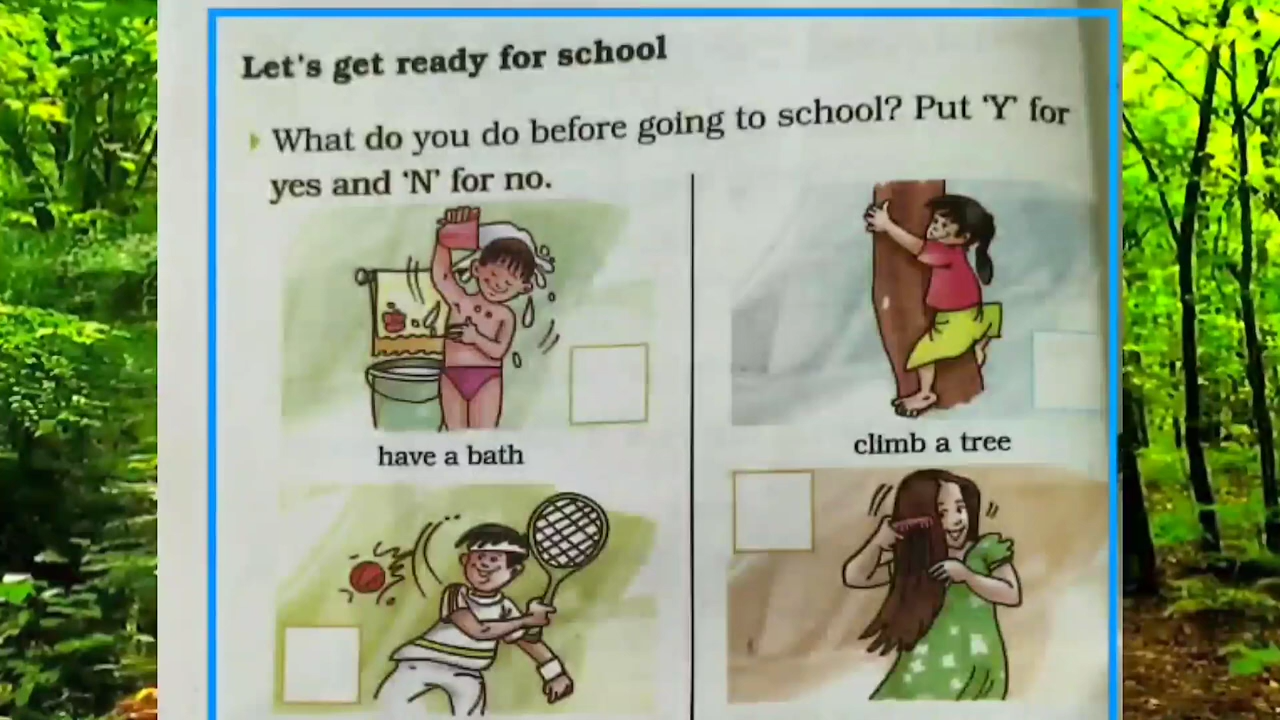 Let's get ready for school
What do you do before going to school? Put 'Y' for
yes and 'N' for no.
have a bath
climb a tree